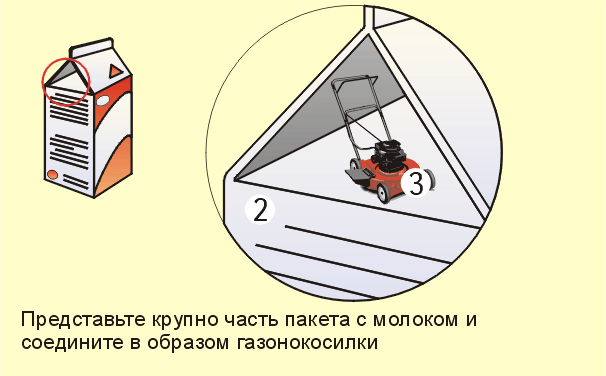 2
3
Представьте крупно часть пакета с молоком и
соедините в образом газонокосилки